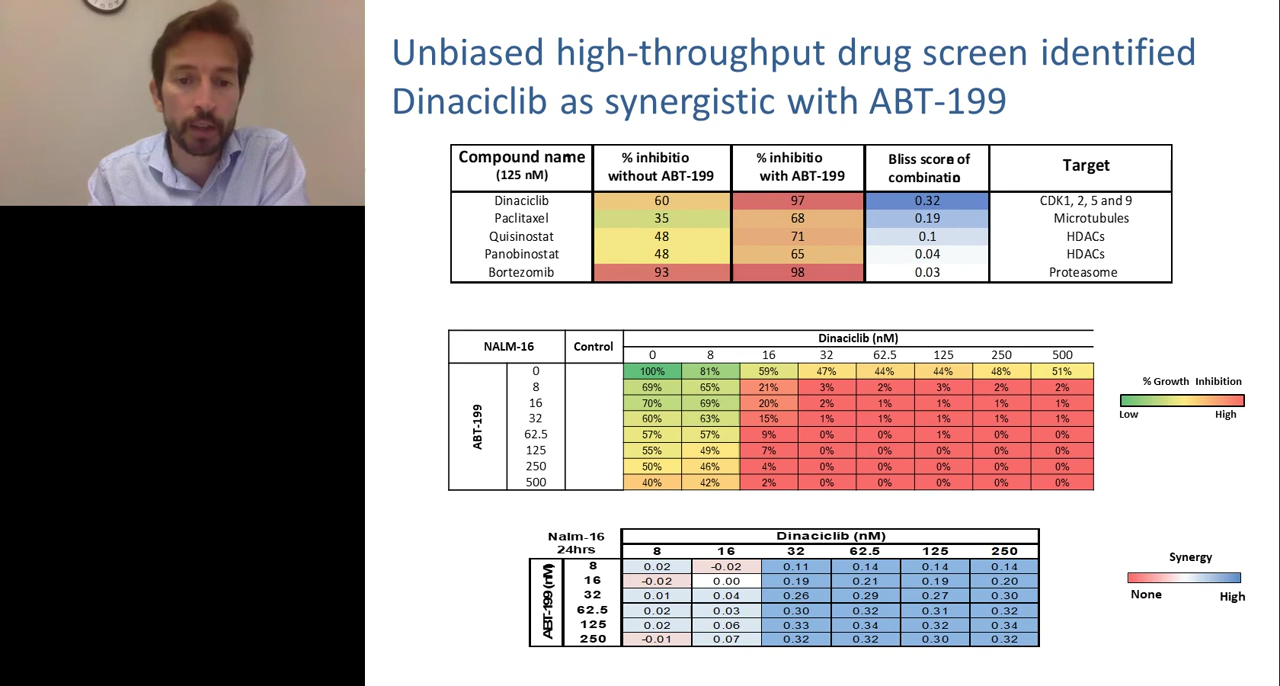 Unbiased high-throughput drug screen identified
Dinaciclib as synergistic with ABT-199
Compound name (125 nM) % inhibitio without ABT-199 % inhibitio with ABT-199 Bliss score of combinatio Target
Dinaciclib 60 97 0.32 CDK1, 2, 5 and 9
Paclitaxel 35 68 0.19 Microtubules
Quisinostat 48 71 0.1 HDACs
Panobinostat 48 65 0.04 HDACs
Bortezomib 93 98 0.03 Proteasome
NALM-16 Control Dinaciclib (nM)
0 8 16 32 62.5 125 250 500
ABT-199
0 100% 81% 59% 47% 44% 44% 48% 51%
8 69% 65% 21% 3% 2% 3% 2% 2%
16 70% 69% 20% 2% 1% 1% 1% 1%
32 60% 63% 15% 1% 1% 1% 1% 1%
62.5 57% 57% 9% 0% 0% 1% 0% 0%
125 55% 49% 7% 0% 0% 0% 0% 0%
250 50% 46% 4% 0% 0% 0% 0% 0%
500 40% 42% 2% 0% 0% 0% 0% 0%
% Growth Inhibition
Low High
Nalm-16 24hrs Dinaciclib (nM)
8 16 32 62.5 125 250
ABT-199 (nM)
8 0.02 -0.02 0.11 0.14 0.14 0.14
16 -0.02 0.00 0.19 0.21 0.19 0.20
32 0.01 0.04 0.26 0.29 0.27 0.30
62.5 0.02 0.03 0.30 0.32 0.31 0.32
125 0.02 0.06 0.33 0.34 0.32 0.34
250 -0.01 0.07 0.32 0.32 0.30 0.32
Synergy
None High